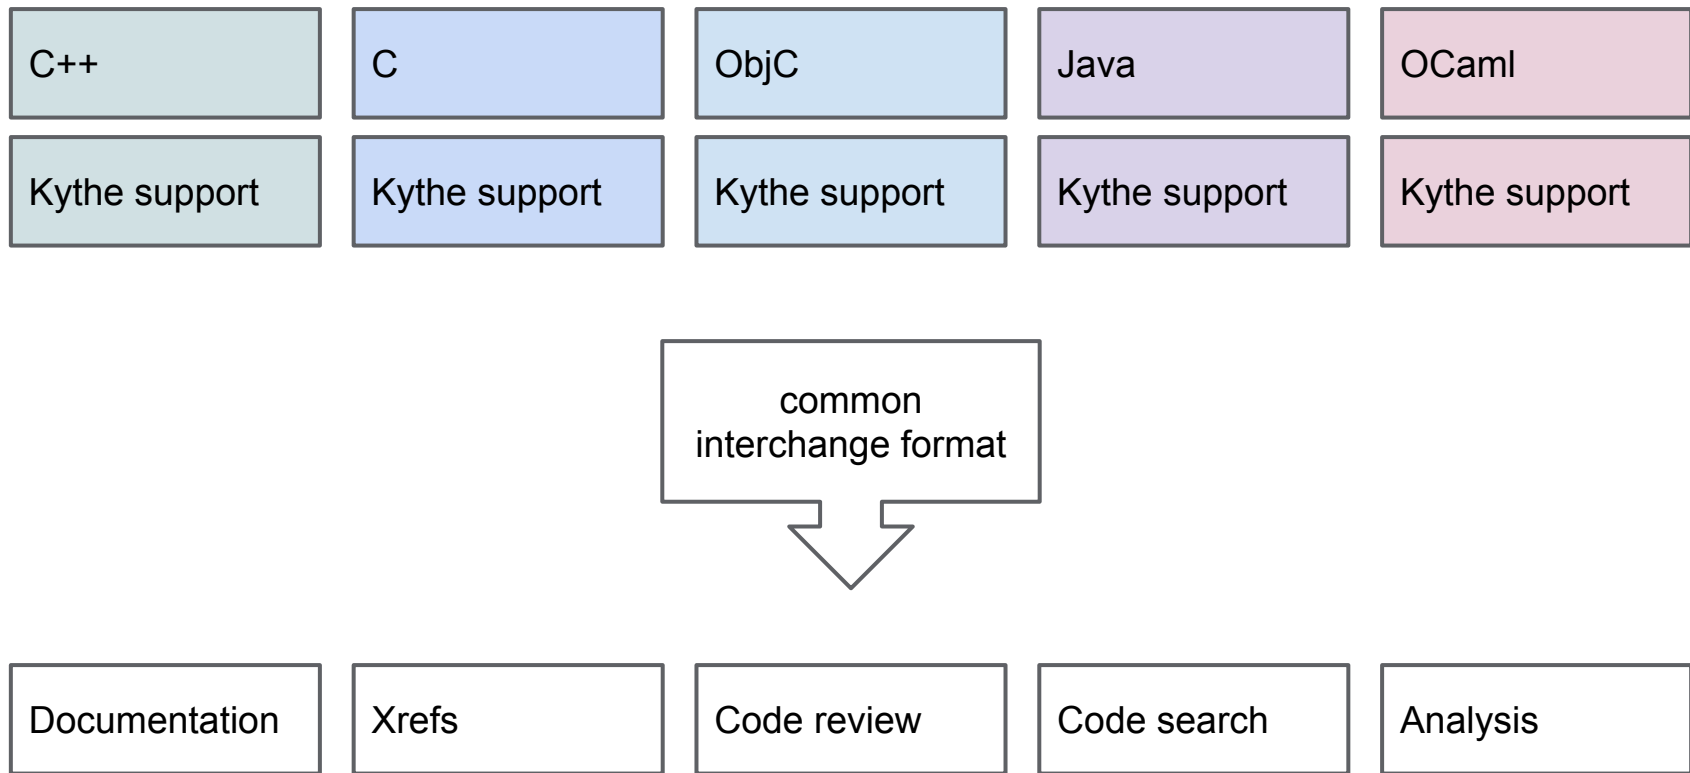 C++
C
ObjC
Java
OCaml
Kythe support
Kythe support
Kythe support
Kythe support
Kythe support
common
interchange format
Documentation
Xrefs
Code review
Code search
Analysis